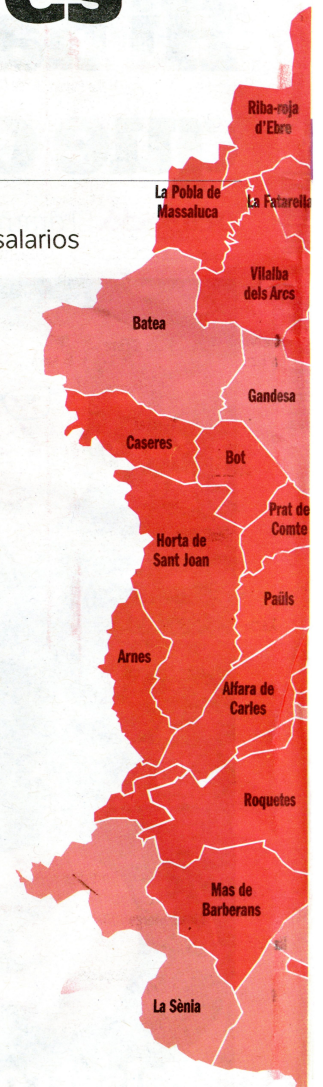 es
salarios
Riba-roja
d'Ebre
La Pobla de
Massaluca
La Fatarella
Vilalba
dels Arcs
Batea
Gandesa
Caseres
Bot
Prat de
Comte
Horta de
Sant Joan
Paüls
Arnes
Alfara de
Carles
Roquetes
Mas de
Barberans
La Sènia